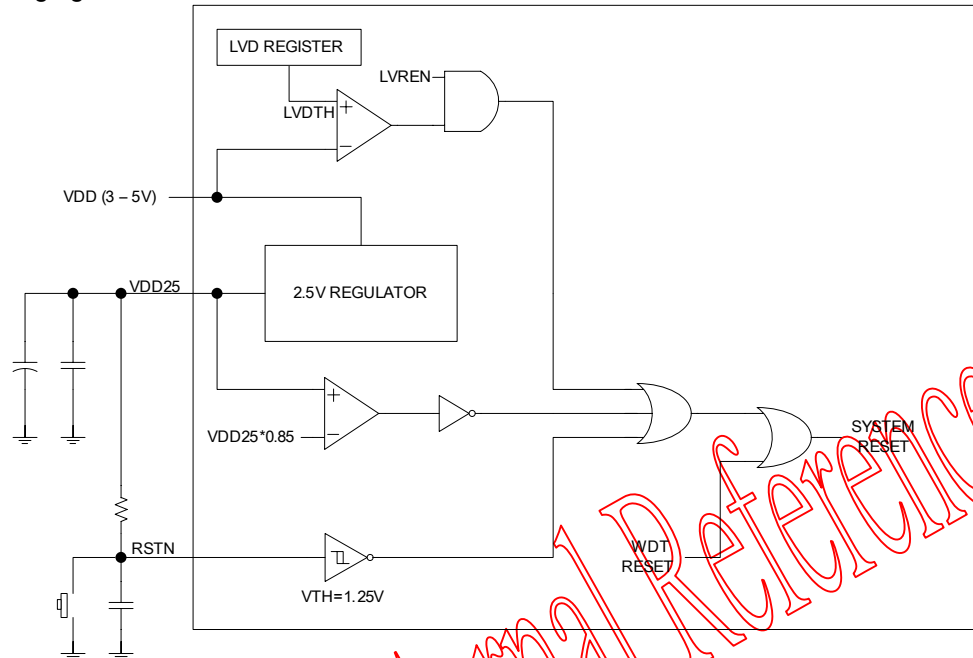 LVD REGISTER
LVREN
LVDTH
+
−
VDD (3 – 5V)
VDD25
2.5V REGULATOR
+
−
VDD25*0.85
SYSTEM
RESET
RSTN
WDT
RESET
VTH=1.25V